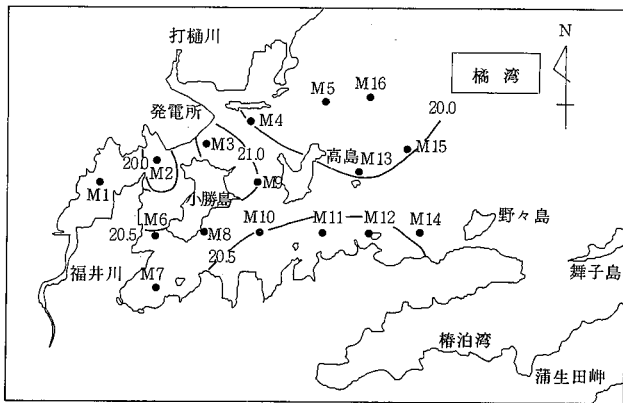 打樋川
N
橘湾
発電所
M5
M16
20.0
M4
M3
21.0
高島
M15
M13
20.0
M2
M1
M9
小勝島
野々島
M6
20.5
M8
M10
M11
M12
M14
20.5
福井川
舞子島
M7
椿泊湾
蒲生田岬